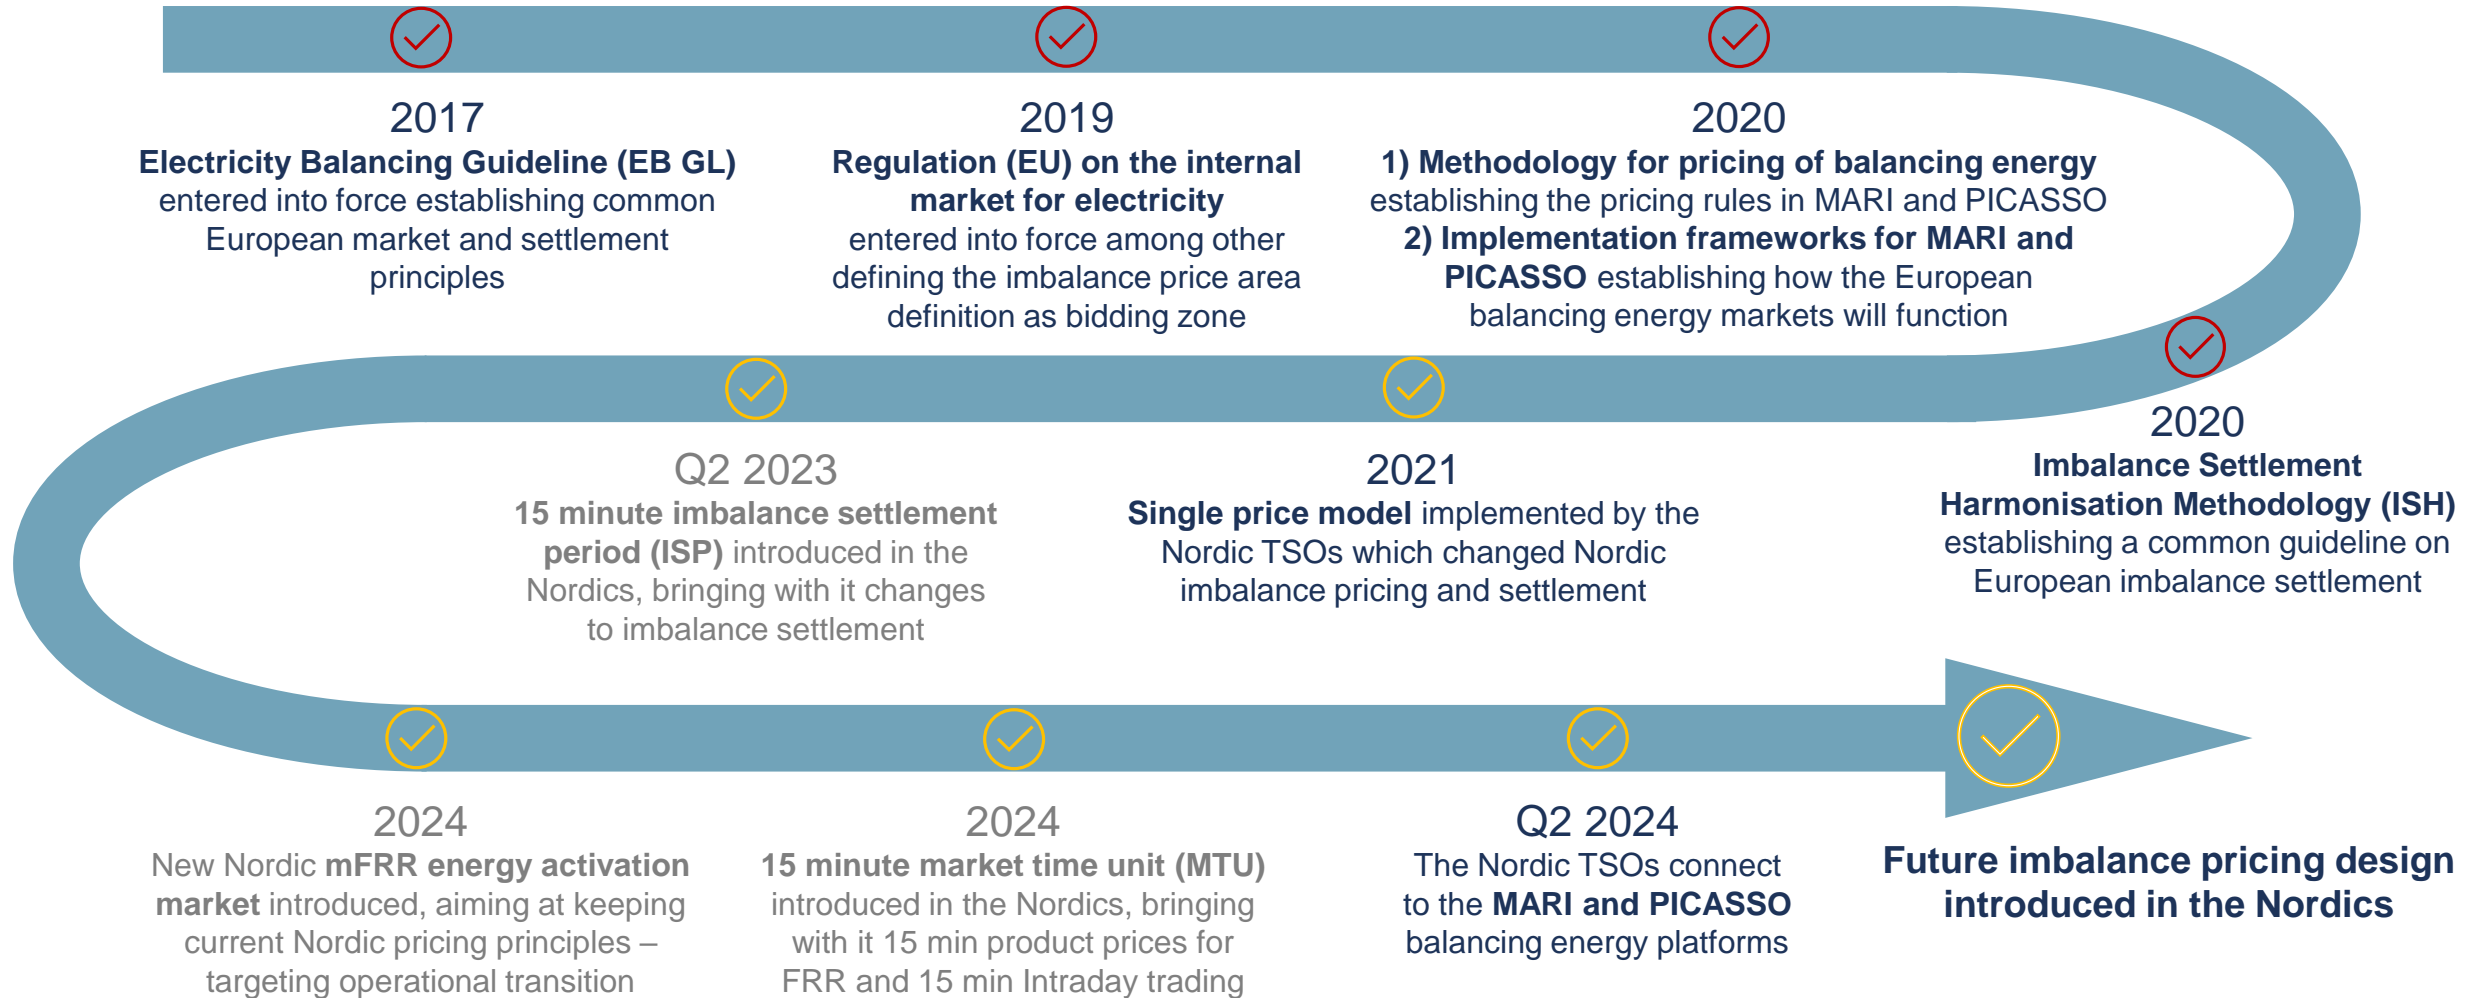 2017
Electricity Balancing Guideline (EB GL)
entered into force establishing common
European market and settlement
principles
2019
Regulation (EU) on the internal
market for electricity
entered into force among other
defining the imbalance price area
definition as bidding zone
2020
1) Methodology for pricing of balancing energy
establishing the pricing rules in MARI and PICASSO
2) Implementation frameworks for MARI and
PICASSO establishing how the European
balancing energy markets will function
2020
Imbalance Settlement
Harmonisation Methodology (ISH)
establishing a common guideline on
European imbalance settlement
2021
Single price model implemented by the
Nordic TSOs which changed Nordic
imbalance pricing and settlement
Q2 2023
15 minute imbalance settlement
period (ISP) introduced in the
Nordics, bringing with it changes
to imbalance settlement
2024
New Nordic mFRR energy activation
market introduced, aiming at keeping
current Nordic pricing principles –
targeting operational transition
2024
15 minute market time unit (MTU)
introduced in the Nordics, bringing
with it 15 min product prices for
FRR and 15 min Intraday trading
Q2 2024
The Nordic TSOs connect
to the MARI and PICASSO
balancing energy platforms
Future imbalance pricing design
introduced in the Nordics